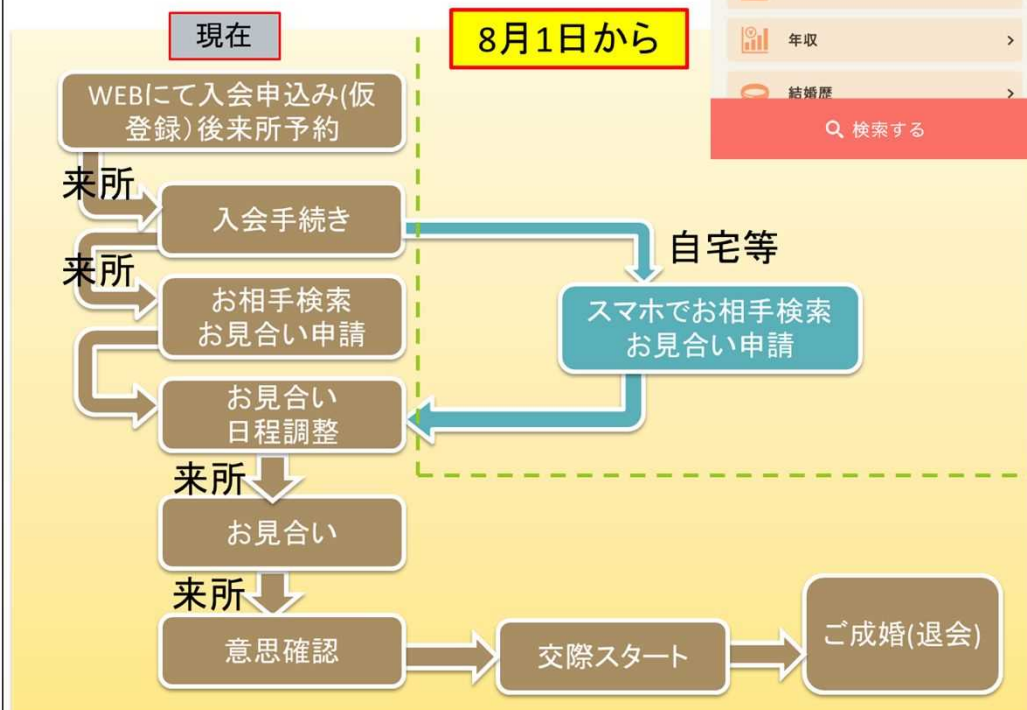 現在
8月1日から
年収
結婚歴
検索する
WEBにて入会申込み(仮
登録)後来所予約
来所
入会手続き
自宅等
来所
お相手検索
お見合い申請
スマホでお相手検索
お見合い申請
お見合い
日程調整
来所
お見合い
来所
意思確認
交際スタート
ご成婚(退会)